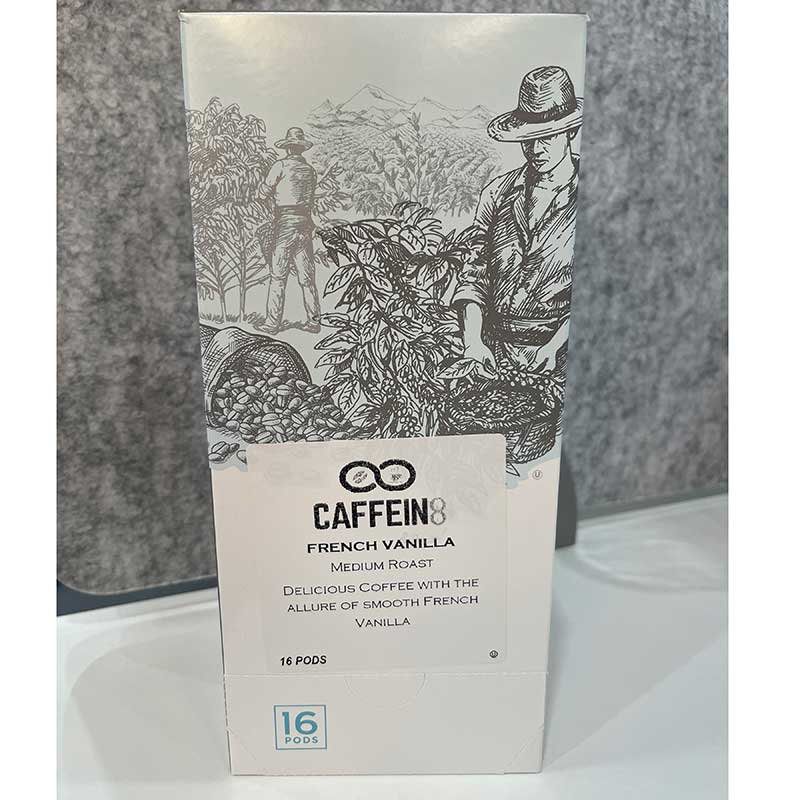 CAFFEIN8
FRENCH VANILLA
MEDIUM ROAST
DELICIOUS COFFEE WITH THE
ALLURE OF SMOOTH FRENCH
VANILLA
16 PODS
16
PODS